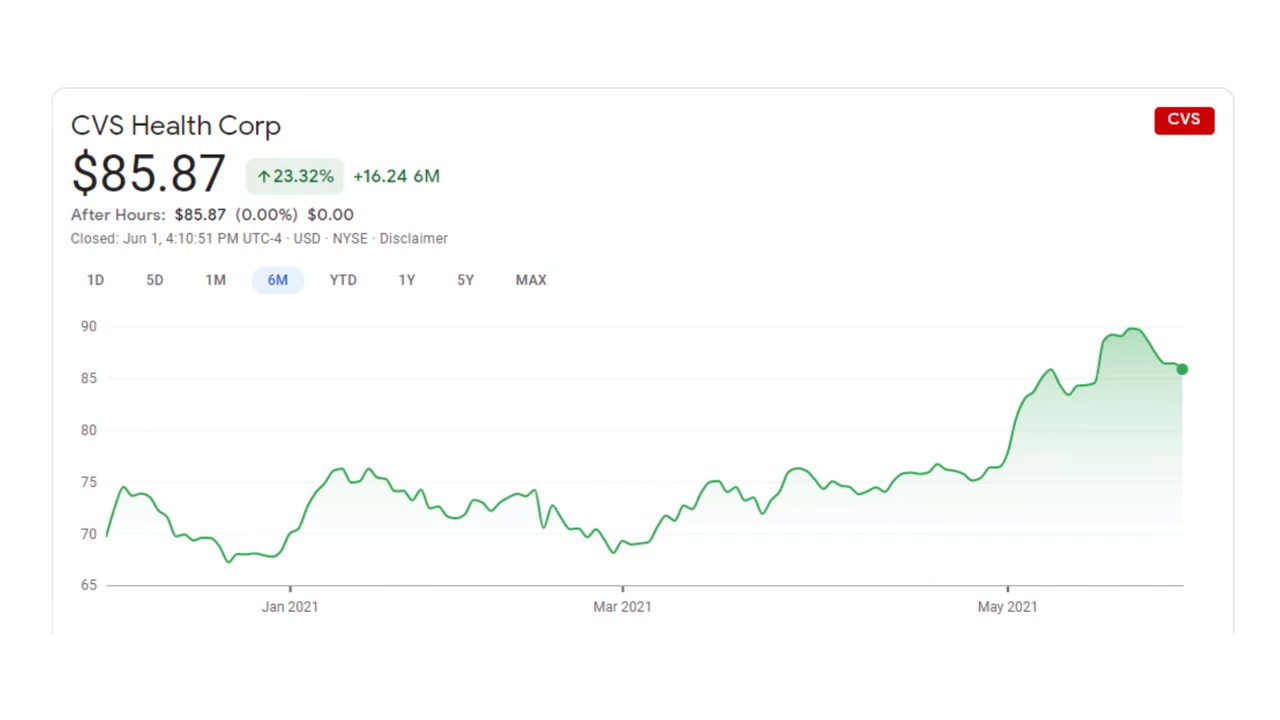 CVS Health Corp
CVS
$85.87 ↑23.32% +16.24 6M
After Hours: $85.87 (0.00%) $0.00
Closed: Jun 1, 4:10:51 PM UTC-4 · USD · NYSE · Disclaimer
1D 5D 1M 6M YTD 1Y 5Y MAX
90
85
80
75
70
65
Jan 2021 Mar 2021 May 2021